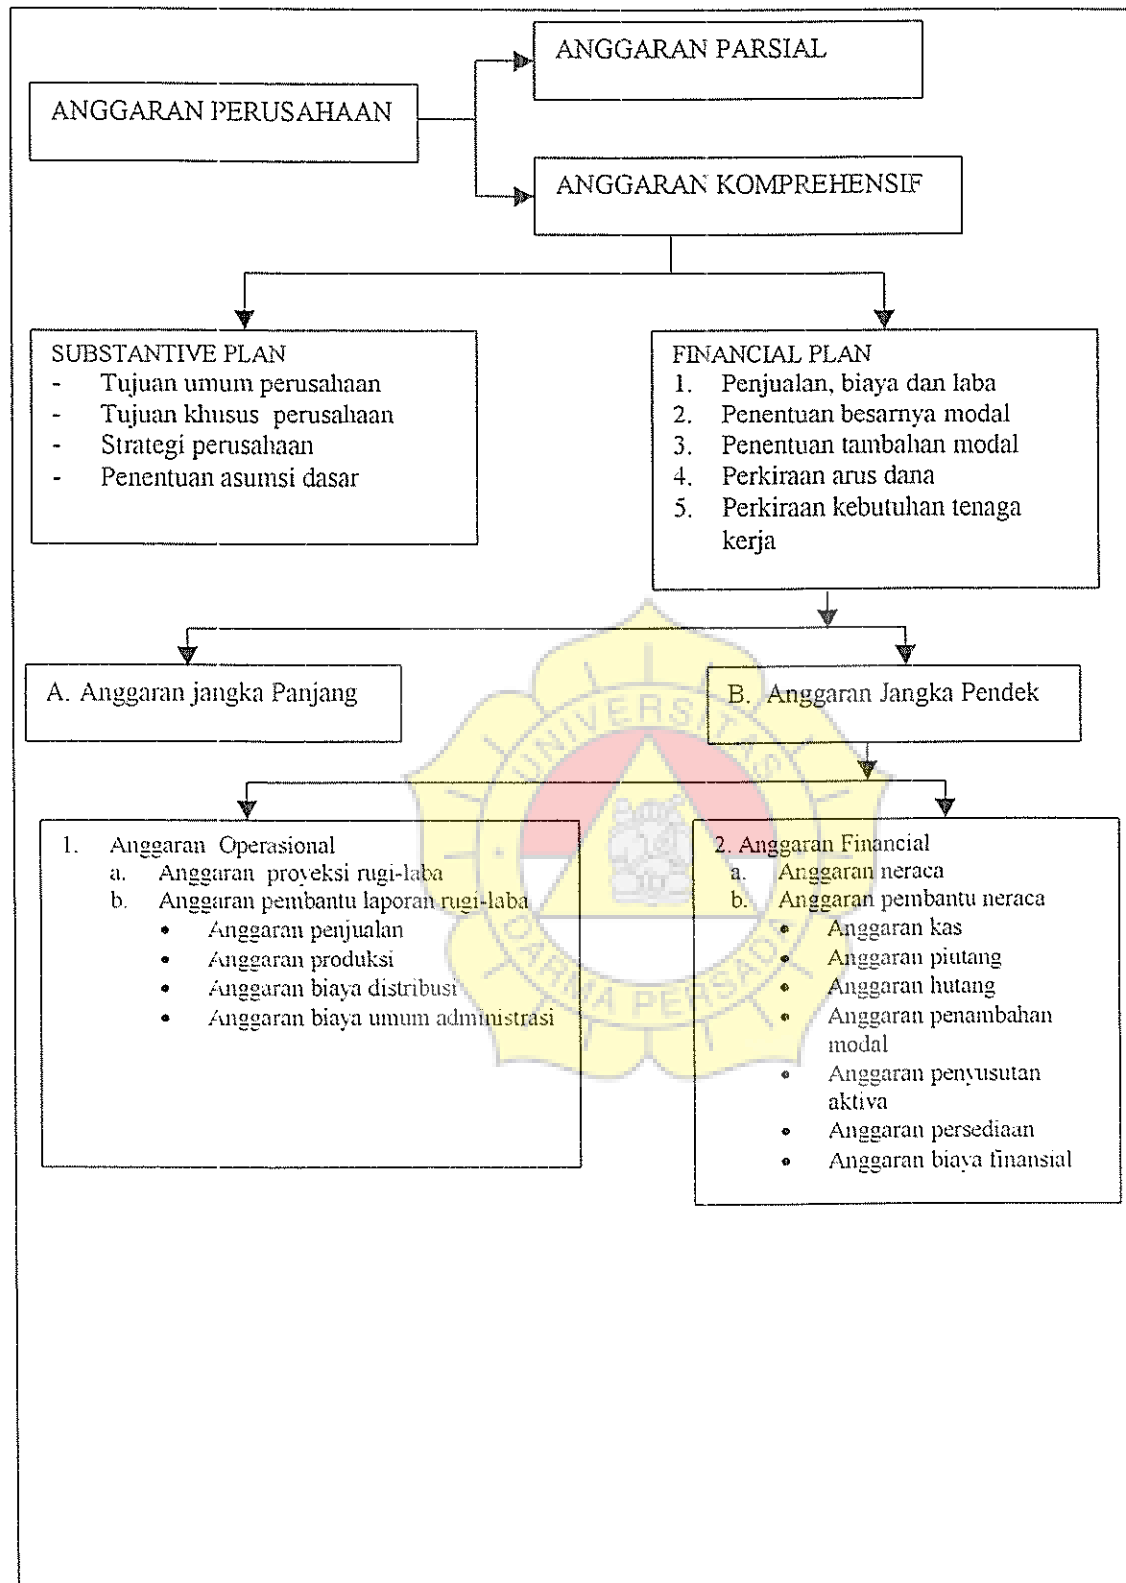 ANGGARAN PARSIAL
ANGGARAN PERUSAHAAN
ANGGARAN KOMPREHENSIF
SUBSTANTIVE PLAN
- Tujuan umum perusahaan
- Tujuan khusus perusahaan
- Strategi perusahaan
- Penentuan asumsi dasar
FINANCIAL PLAN
1. Penjualan, biaya dan laba
2. Penentuan besarnya modal
3. Penentuan tambahan modal
4. Perkiraan arus dana
5. Perkiraan kebutuhan tenaga
kerja
A. Anggaran jangka Panjang
B. Anggaran Jangka Pendek
1. Anggaran Operasional
a. Anggaran proyeksi rugi-laba
b. Anggaran pembantu laporan rugi-laba
• Anggaran penjualan
• Anggaran produksi
• Anggaran biaya distribusi
• Anggaran biaya umum administrasi
2. Anggaran Financial
a. Anggaran neraca
b. Anggaran pembantu neraca
• Anggaran kas
• Anggaran piutang
• Anggaran hutang
• Anggaran penambahan
modal
• Anggaran penyusutan
aktiva
• Anggaran persediaan
• Anggaran biaya finansial
UNIVERSITAS
DARMA PERSADA